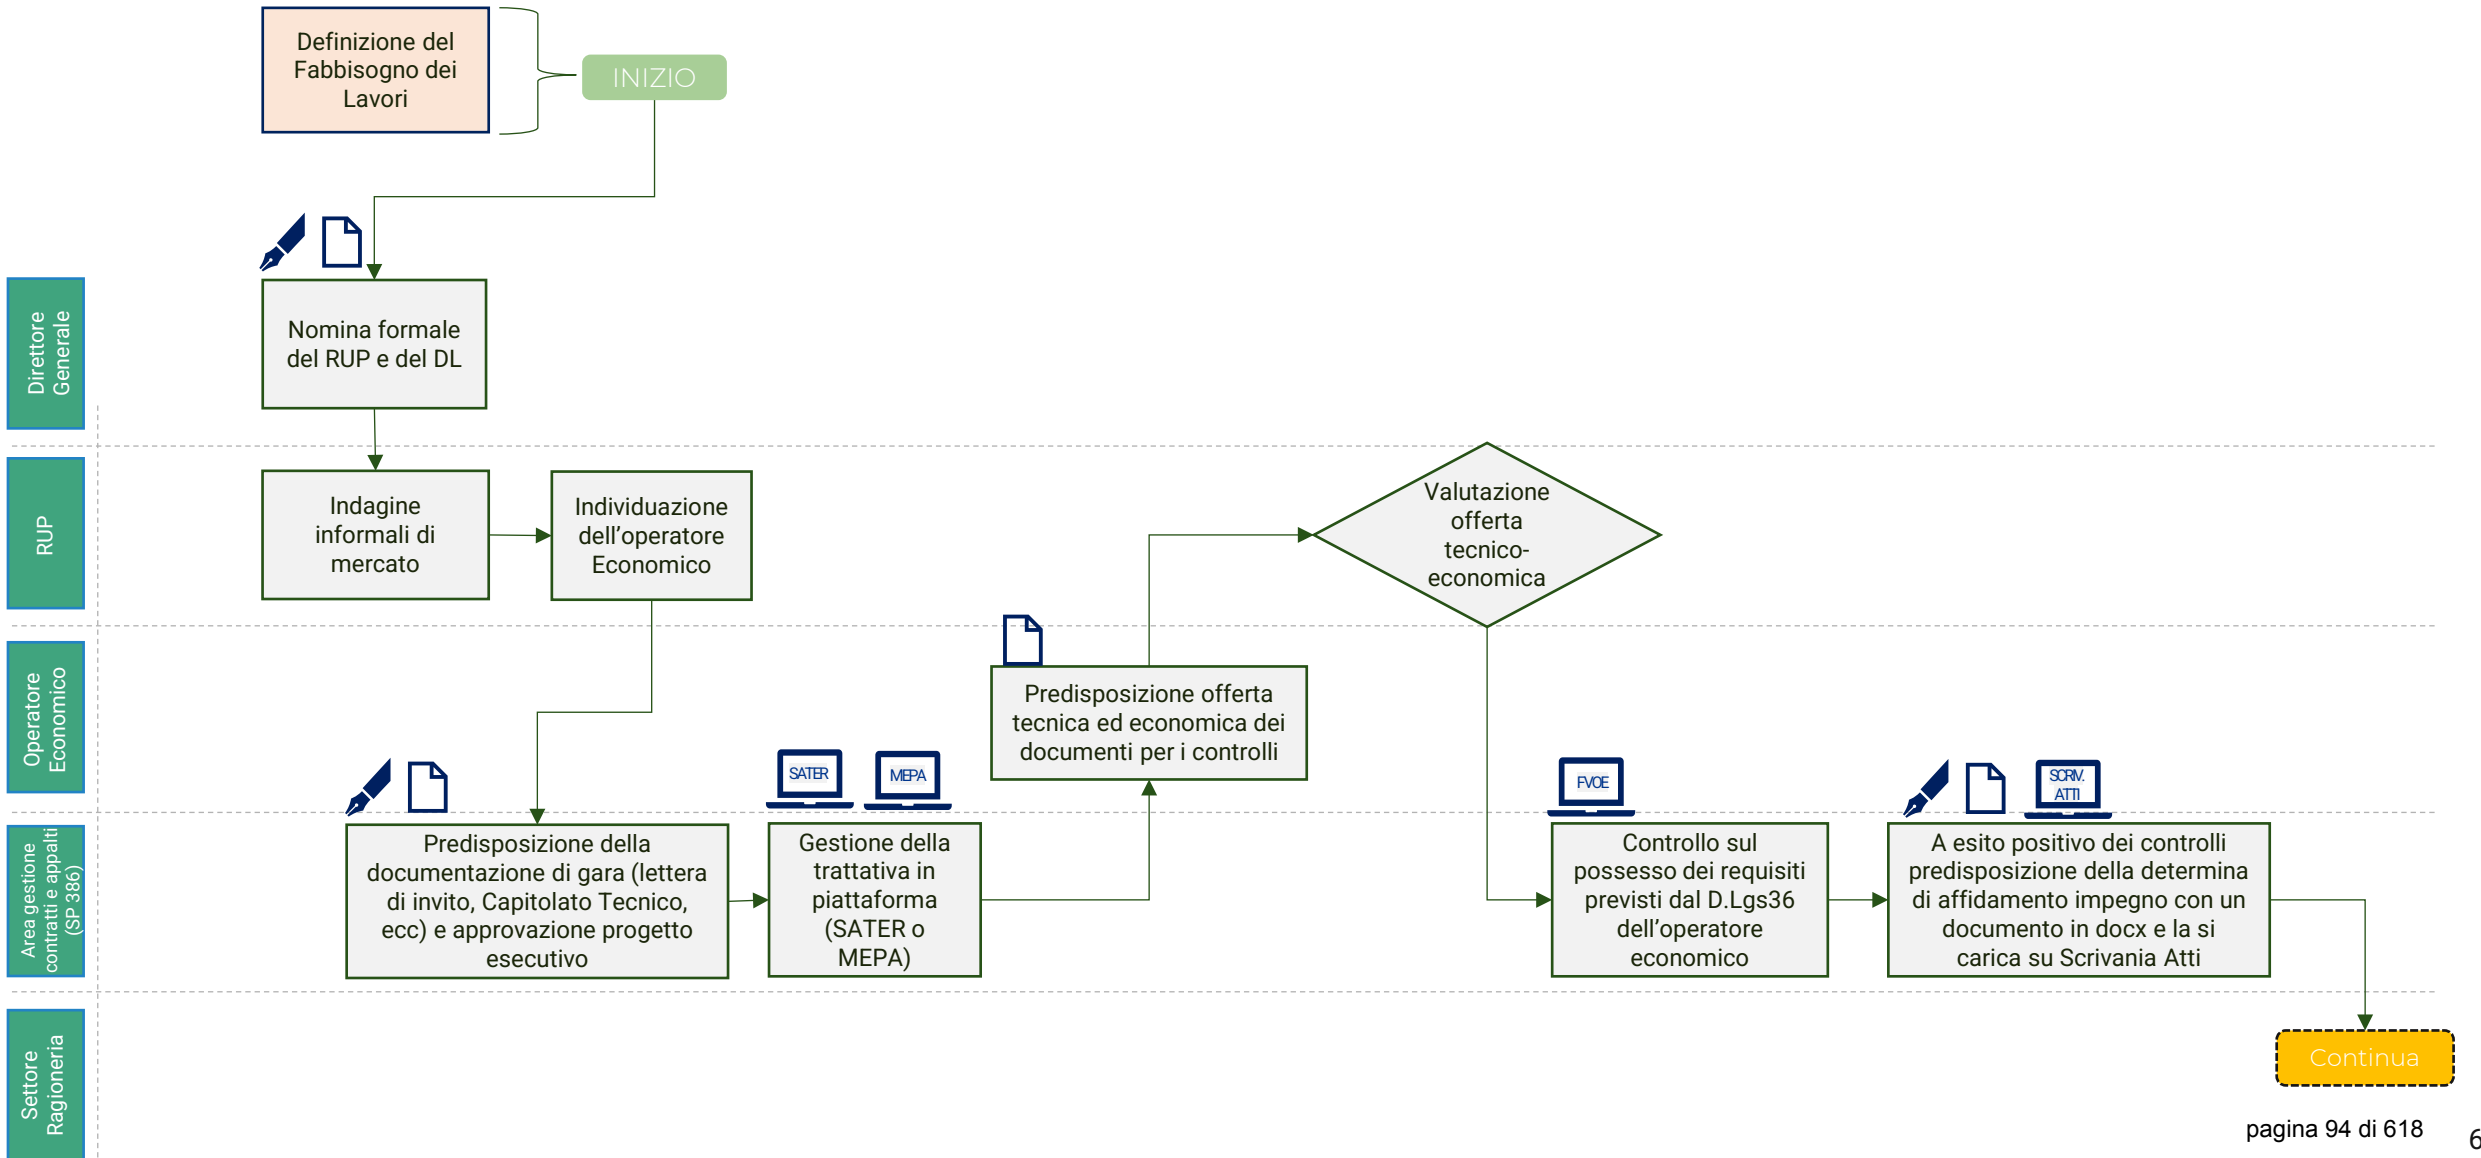 Definizione del
Fabbisogno dei
Lavori
INIZIO
Direttore
Generale
Nomina formale
del RUP e del DL
RUP
Indagine
informali di
mercato
Individuazione
dell'operatore
Economico
Valutazione
offerta
tecnico-
economica
Operatore
Economico
Predisposizione offerta
tecnica ed economica dei
documenti per i controlli
SATER
MEPA
FVOE
SCRIV.
ATTI
Area gestione
contratti e appalti
(SP 386)
Predisposizione della
documentazione di gara (lettera
di invito, Capitolato Tecnico,
ecc) e approvazione progetto
esecutivo
Gestione della
trattativa in
piattaforma
(SATER o
MEPA)
Controllo sul
possesso dei requisiti
previsti dal D.Lgs36
dell'operatore
economico
A esito positivo dei controlli
predisposizione della determina
di affidamento impegno con un
documento in docx e la si
carica su Scrivania Atti
Settore
Ragioneria
Continua
pagina 94 di 618
6